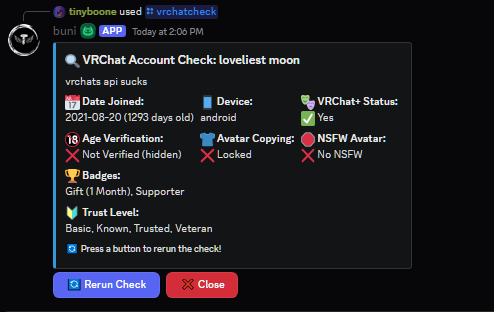 tinyboone used vrchatcheck
buni APP Today at 2:06 PM
VRChat Account Check: loveliest moon
vrchats api sucks
17 Date Joined: Device: VRChat+ Status:
2021-08-20 (1293 days old) android Yes
18 Age Verification: Avatar Copying: NSFW Avatar:
Not Verified (hidden) Locked No NSFW
Badges:
Gift (1 Month), Supporter
Trust Level:
Basic, Known, Trusted, Veteran
Press a button to rerun the check!
Rerun Check Close